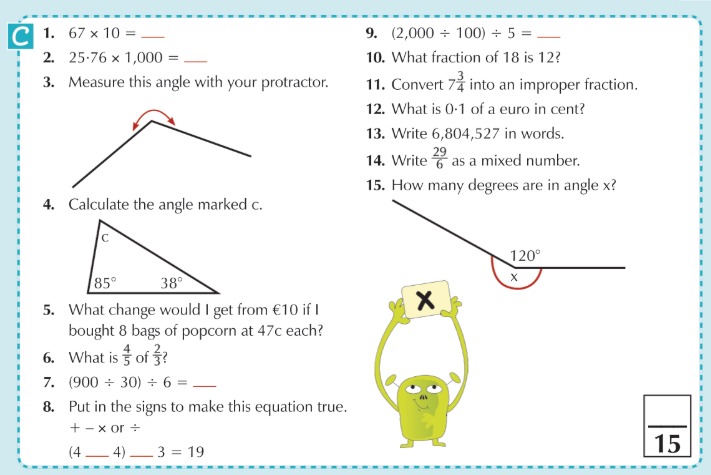 C
1. 67 × 10 = ___
2. 25·76 × 1,000 = ___
3. Measure this angle with your protractor.
4. Calculate the angle marked c.
c
85° 38°
5. What change would I get from €10 if I
bought 8 bags of popcorn at 47c each?
6. What is 4/5 of 2/3?
7. (900 ÷ 30) ÷ 6 = ___
8. Put in the signs to make this equation true.
+ − × or ÷
(4 ___ 4) ___ 3 = 19
9. (2,000 ÷ 100) ÷ 5 = ___
10. What fraction of 18 is 12?
11. Convert 7 3/4 into an improper fraction.
12. What is 0·1 of a euro in cent?
13. Write 6,804,527 in words.
14. Write 29/6 as a mixed number.
15. How many degrees are in angle x?
120°
x
x
15